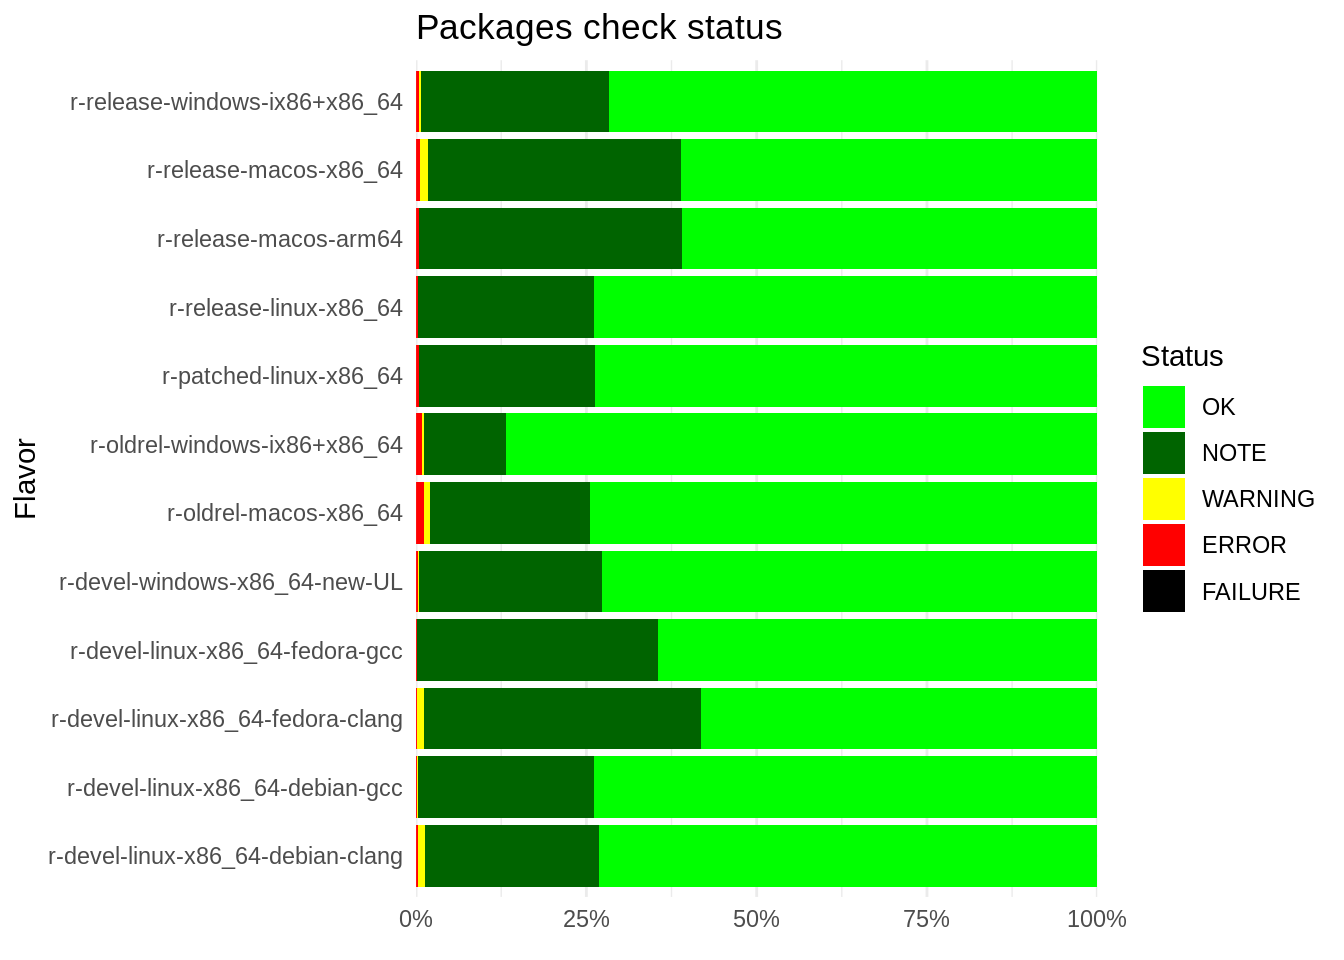 Packages check status
r-release-windows-ix86+x86_64
r-release-macos-x86_64
r-release-macos-arm64
r-release-linux-x86_64
r-patched-linux-x86_64
r-oldrel-windows-ix86+x86_64
r-oldrel-macos-x86_64
r-devel-windows-x86_64-new-UL
r-devel-linux-x86_64-fedora-gcc
r-devel-linux-x86_64-fedora-clang
r-devel-linux-x86_64-debian-gcc
r-devel-linux-x86_64-debian-clang
Flavor
0% 25% 50% 75% 100%
Status
OK
NOTE
WARNING
ERROR
FAILURE